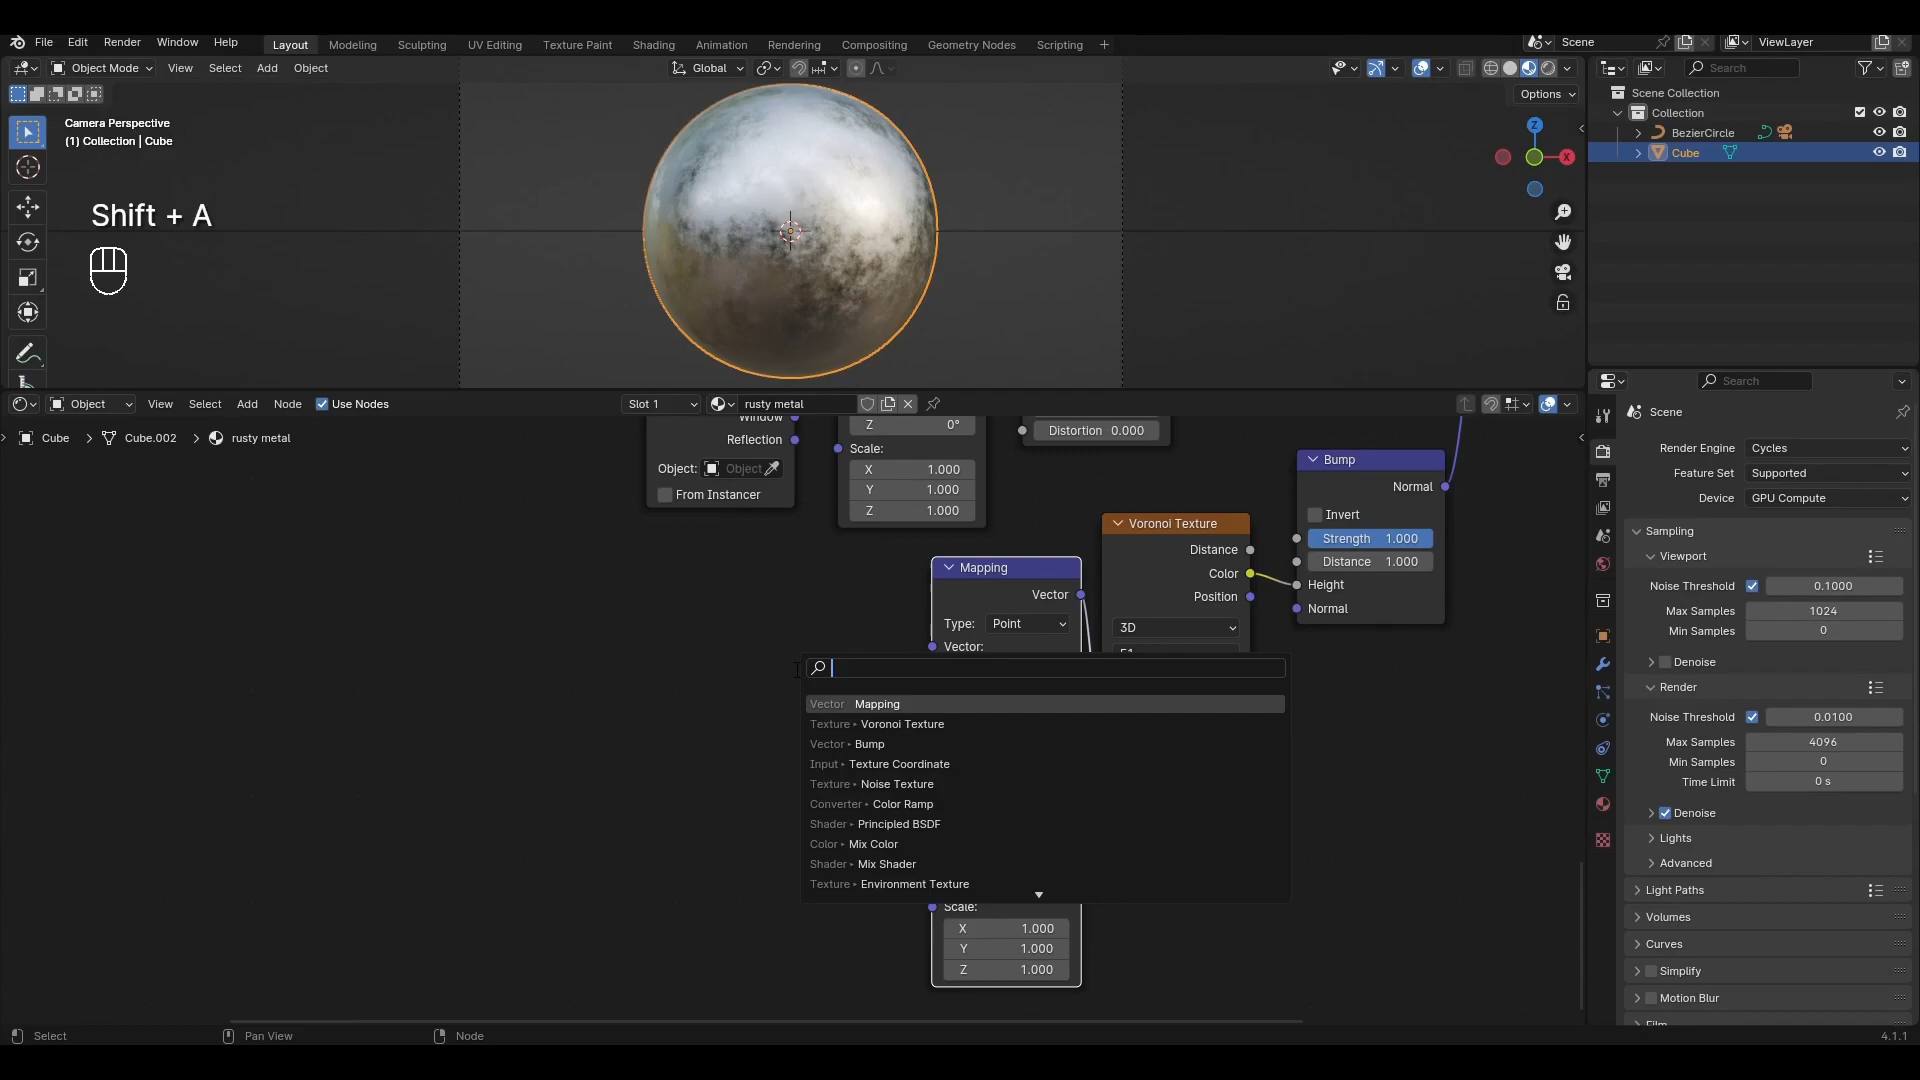 File Edit Render Window Help
Layout Modeling Sculpting UV Editing Texture Paint Shading Animation Rendering Compositing Geometry Nodes Scripting +
Scene ViewLayer
Object Mode View Select Add Object
Global
Search
Options
Camera Perspective
(1) Collection | Cube
Z
X
Shift + A
Scene Collection
Collection
BezierCircle
Cube
Object View Select Add Node Use Nodes
Slot 1 rusty metal
Cube > Cube.002 > rusty metal
Window
Reflection
Object: Object
From Instancer
Z 0°
Scale:
X 1.000
Y 1.000
Z 1.000
Distortion 0.000
Mapping
Vector
Type: Point
Vector:
Voronoi Texture
Distance
Color
Position
3D
F1
Bump
Normal
Invert
Strength 1.000
Distance 1.000
Height
Normal
Vector Mapping
Texture ▸ Voronoi Texture
Vector ▸ Bump
Input ▸ Texture Coordinate
Texture ▸ Noise Texture
Converter ▸ Color Ramp
Shader ▸ Principled BSDF
Color ▸ Mix Color
Shader ▸ Mix Shader
Texture ▸ Environment Texture
Scale:
X 1.000
Y 1.000
Z 1.000
Search
Scene
Render Engine Cycles
Feature Set Supported
Device GPU Compute
Sampling
Viewport
Noise Threshold 0.1000
Max Samples 1024
Min Samples 0
Denoise
Render
Noise Threshold 0.0100
Max Samples 4096
Min Samples 0
Time Limit 0 s
Denoise
Lights
Advanced
Light Paths
Volumes
Curves
Simplify
Motion Blur
Film
Select Pan View Node
4.1.1